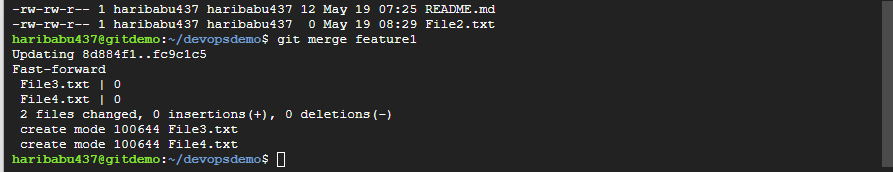 -rw-rw-r-- 1 haribabu437 haribabu437 12 May 19 07:25 README.md
-rw-rw-r-- 1 haribabu437 haribabu437  0 May 19 08:29 File2.txt
haribabu437@gitdemo:~/devopsdemo$ git merge feature1
Updating 8d884f1..fc9c1c5
Fast-forward
 File3.txt | 0
 File4.txt | 0
 2 files changed, 0 insertions(+), 0 deletions(-)
 create mode 100644 File3.txt
 create mode 100644 File4.txt
haribabu437@gitdemo:~/devopsdemo$